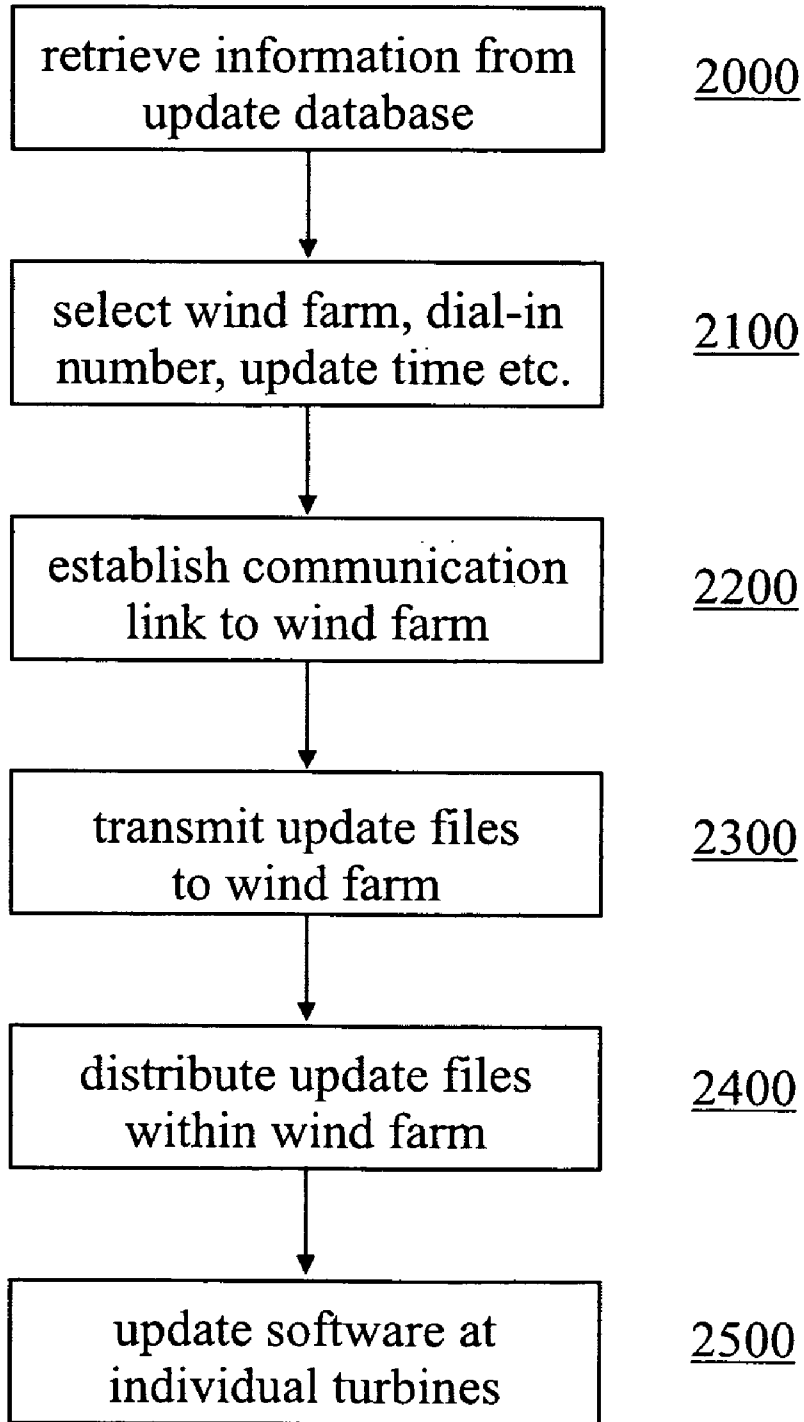 retrieve information from
update database
2000
select wind farm, dial-in
number, update time etc.
2100
establish communication
link to wind farm
2200
transmit update files
to wind farm
2300
distribute update files
within wind farm
2400
update software at
individual turbines
2500